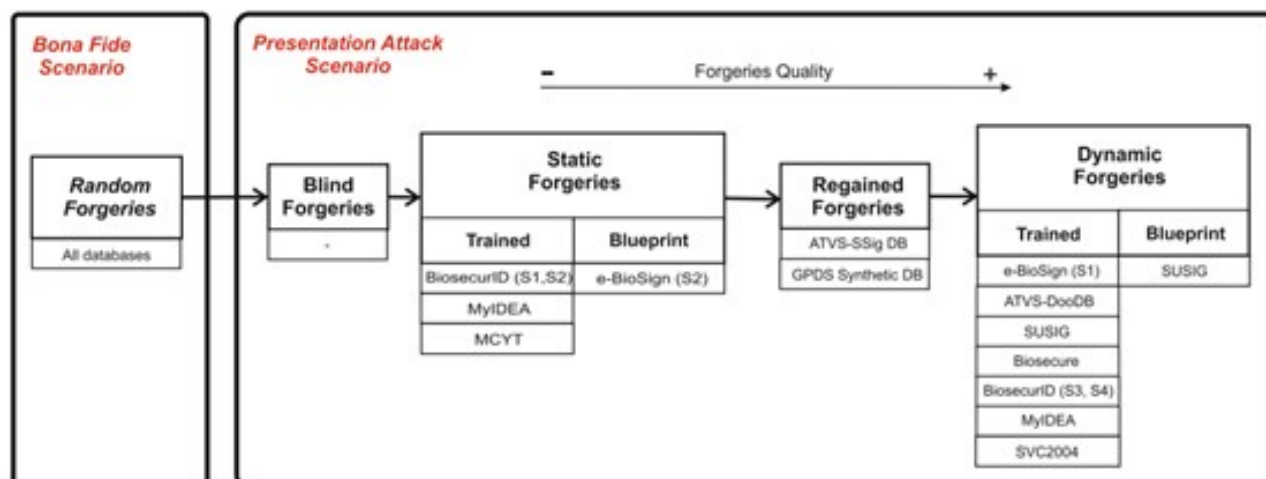 Bona Fide
Scenario
Random
Forgeries
All databases
Presentation Attack
Scenario
- Forgeries Quality +
Blind
Forgeries
-
Static
Forgeries
Trained
Blueprint
BiosecurID (S1,S2)
e-BioSign (S2)
MyIDEA
MCYT
Regained
Forgeries
ATVS-SSig DB
GPDS Synthetic DB
Dynamic
Forgeries
Trained
Blueprint
e-BioSign (S1)
SUSIG
ATVS-DooDB
SUSIG
Biosecure
BiosecurID (S3, S4)
MyIDEA
SVC2004